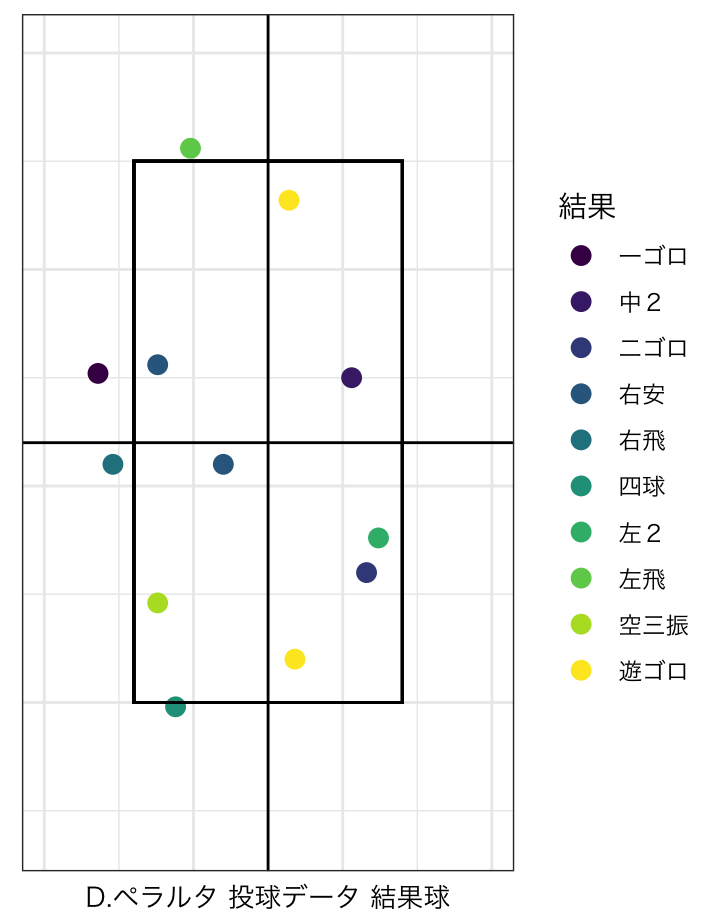 結果
一ゴロ
中２
二ゴロ
右安
右飛
四球
左２
左飛
空三振
遊ゴロ
D.ペラルタ 投球データ 結果球